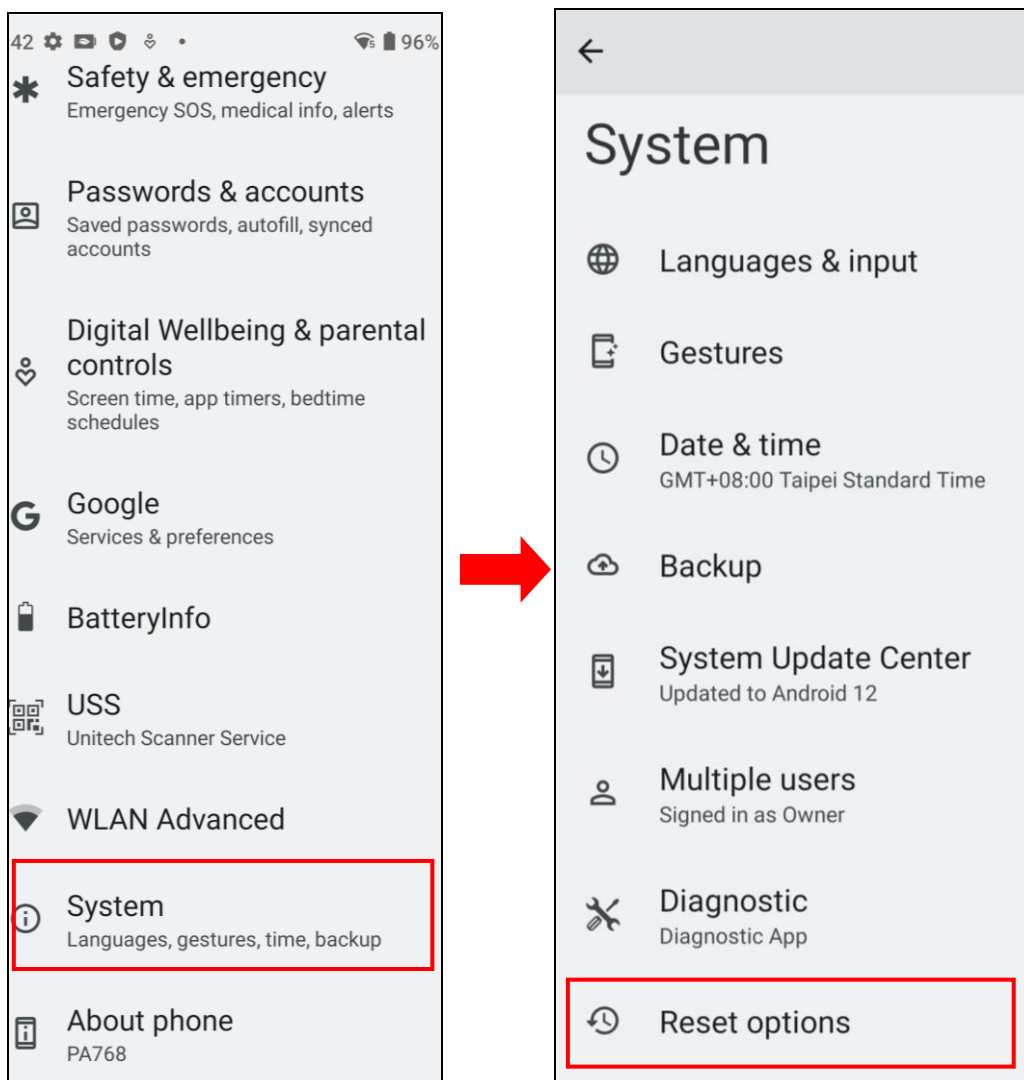 42
96%
Safety & emergency
Emergency SOS, medical info, alerts
Passwords & accounts
Saved passwords, autofill, synced
accounts
Digital Wellbeing & parental
controls
Screen time, app timers, bedtime
schedules
Google
Services & preferences
BatteryInfo
USS
Unitech Scanner Service
WLAN Advanced
System
Languages, gestures, time, backup
About phone
PA768
System
Languages & input
Gestures
Date & time
GMT+08:00 Taipei Standard Time
Backup
System Update Center
Updated to Android 12
Multiple users
Signed in as Owner
Diagnostic
Diagnostic App
Reset options